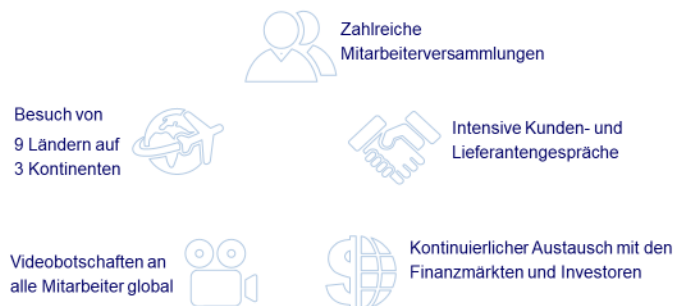 Zahlreiche
Mitarbeiterversammlungen
Besuch von
9 Ländern auf
3 Kontinenten
Intensive Kunden- und
Lieferantengespräche
Videobotschaften an
alle Mitarbeiter global
Kontinuierlicher Austausch mit den
Finanzmärkten und Investoren